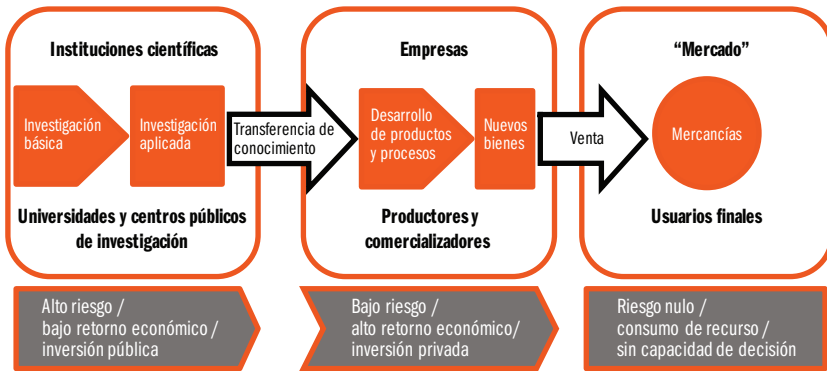 Instituciones científicas
Investigación
básica
Investigación
aplicada
Universidades y centros públicos
de investigación
Transferencia de
conocimiento
Empresas
Desarrollo
de productos
y procesos
Nuevos
bienes
Productores y
comercializadores
Venta
“Mercado”
Mercancías
Usuarios finales
Alto riesgo /
bajo retorno económico /
inversión pública
Bajo riesgo /
alto retorno económico/
inversión privada
Riesgo nulo /
consumo de recurso /
sin capacidad de decisión